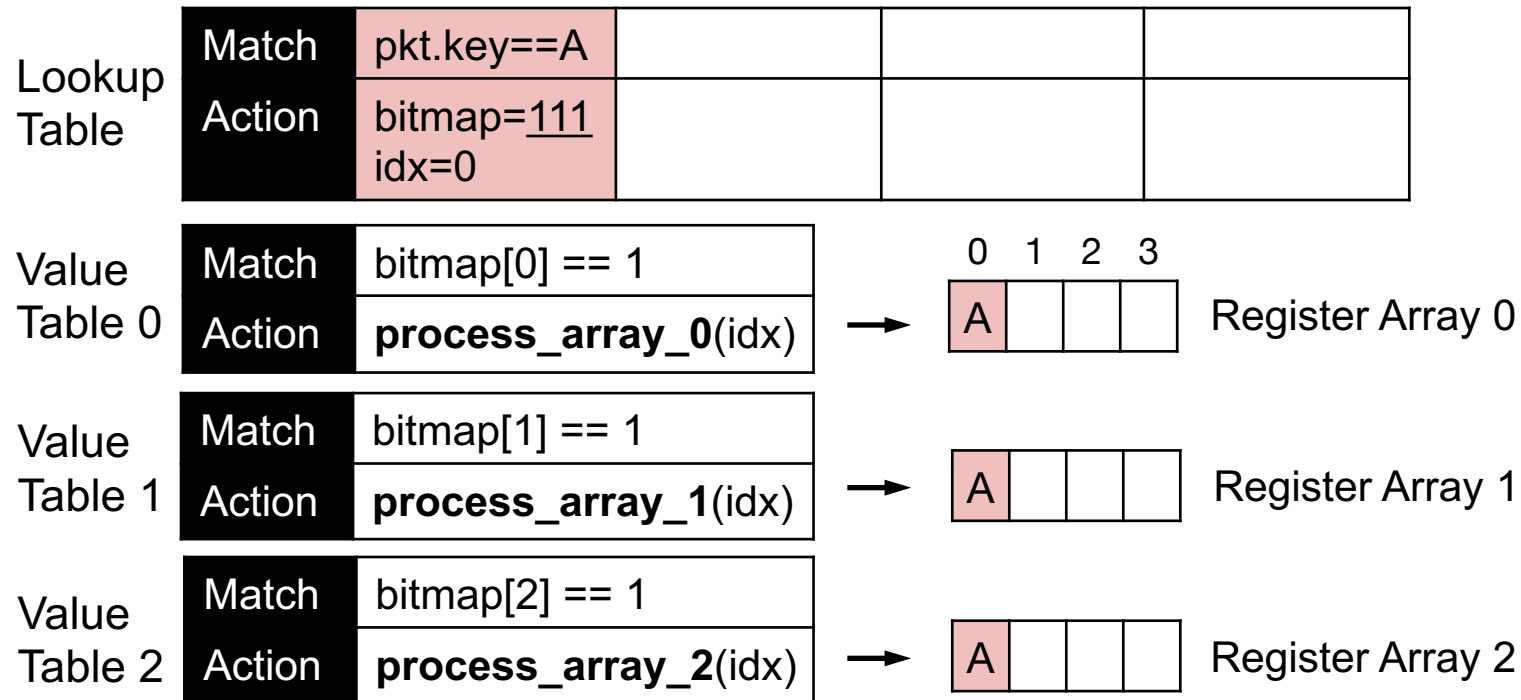 Lookup Table
Match
pkt.key==A
Action
bitmap=111
idx=0
Value Table 0
Match
bitmap[0] == 1
Action
process_array_0(idx)
0 1 2 3
A
Register Array 0
Value Table 1
Match
bitmap[1] == 1
Action
process_array_1(idx)
A
Register Array 1
Value Table 2
Match
bitmap[2] == 1
Action
process_array_2(idx)
A
Register Array 2